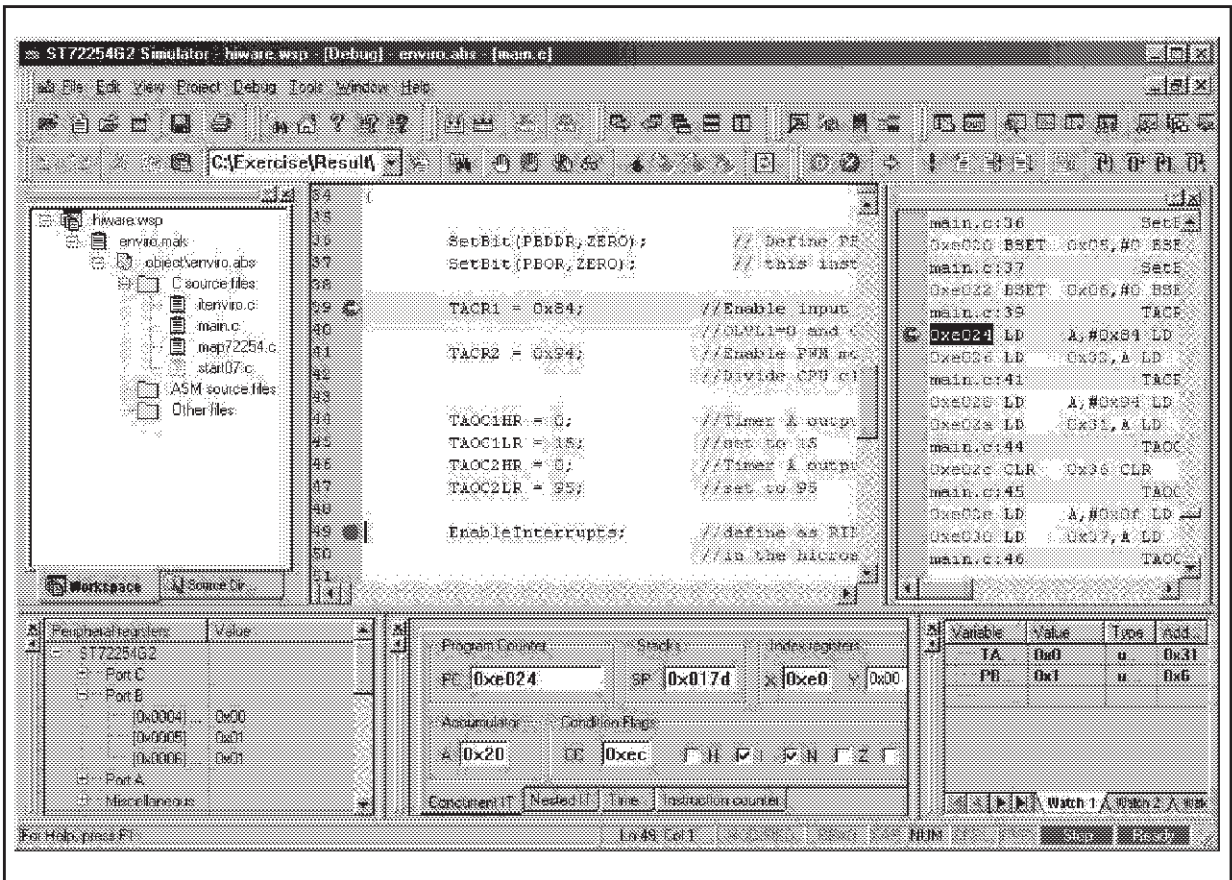 ST72254G2 Simulator - hiware.wsp - [Debug] - enviro.abs - [main.c]
File Edit View Project Debug Tools Window Help
C:\Exercise\Result\
hiware.wsp
enviro.mak
object\enviro.abs
C source files
itenviro.c
main.c
map72254.c
start07.c
ASM source files
Other files
Workspace
Source Dir...
34 {
35
36 SetBit(PBDDR,ZERO); // Define PB
37 SetBit(PBOR,ZERO); // this inst
38
39 TACR1 = 0x84; //Enable input
40 //OLVL1=0 and
41 TACR2 = 0x94; //Enable PWM mo
42 //Divide CPU cl
43
44 TAOC1HR = 0; //Timer A outpu
45 TAOC1LR = 15; //set to 15
46 TAOC2HR = 0; //Timer A outpu
47 TAOC2LR = 95; //set to 95
48
49 EnableInterrupts; //define as RI
50 //in the hicros
51
main.c:36 SetB
0xe020 BSET 0x05,#0 BSE
main.c:37 SetB
0xe022 BSET 0x06,#0 BSE
main.c:39 TACR
0xe024 LD A,#0x84 LD
0xe026 LD 0x32,A LD
main.c:41 TACR
0xe028 LD A,#0x94 LD
0xe02a LD 0x31,A LD
main.c:44 TAOC
0xe02c CLR 0x36 CLR
main.c:45 TAOC
0xe02e LD A,#0x0f LD
0xe030 LD 0x37,A LD
main.c:46 TAOC
Peripheral registers Value
ST72254G2
Port C
Port B
[0x0004]... 0x00
[0x0005] 0x01
[0x0006] 0x01
Port A
Miscellaneous
Program Counter Stacks Index registers
PC 0xe024 SP 0x017d X 0xe0 Y 0x00
Accumulator Condition Flags
A 0x20 CC 0xec H I N Z
Concurrent IT Nested IT Time... Instruction counter
Variable Value Type Add...
TA... 0x0 u... 0x31
PB... 0x1 u... 0x6
Watch 1 Watch 2
For Help, press F1 Ln 49, Col 1 NUM Stop Ready